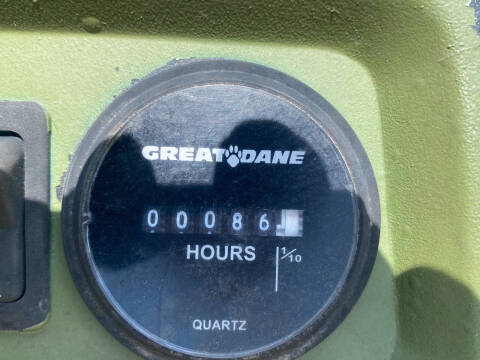 GREAT DANE
00086
HOURS 1/10
QUARTZ